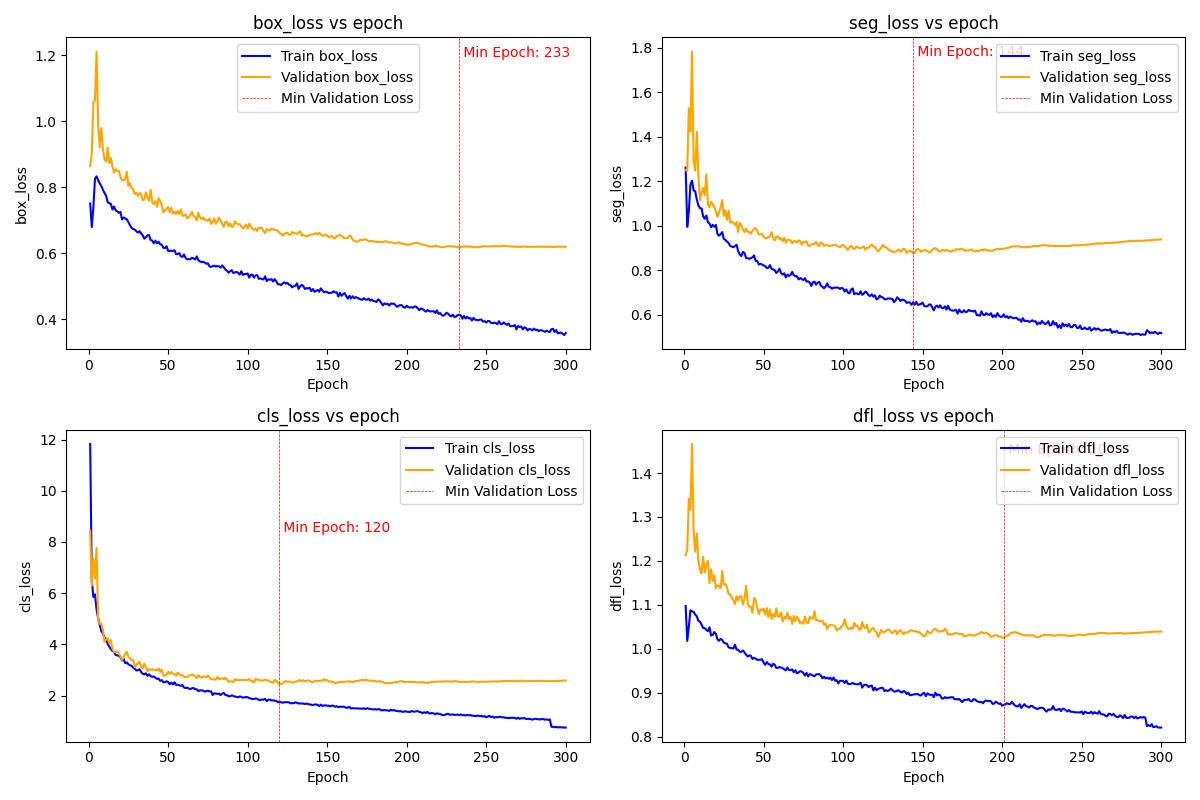 box_loss vs epoch
box_loss
1.2
1.0
0.8
0.6
0.4
Train box_loss
Validation box_loss
Min Validation Loss
Min Epoch: 233
0 50 100 150 200 250 300
Epoch
seg_loss vs epoch
seg_loss
1.8
1.6
1.4
1.2
1.0
0.8
0.6
Min Epoch: 144
Train seg_loss
Validation seg_loss
Min Validation Loss
0 50 100 150 200 250 300
Epoch
cls_loss vs epoch
cls_loss
12
10
8
6
4
2
Train cls_loss
Validation cls_loss
Min Validation Loss
Min Epoch: 120
0 50 100 150 200 250 300
Epoch
dfl_loss vs epoch
dfl_loss
1.4
1.3
1.2
1.1
1.0
0.9
0.8
Min Epoch:
Train dfl_loss
Validation dfl_loss
Min Validation Loss
0 50 100 150 200 250 300
Epoch